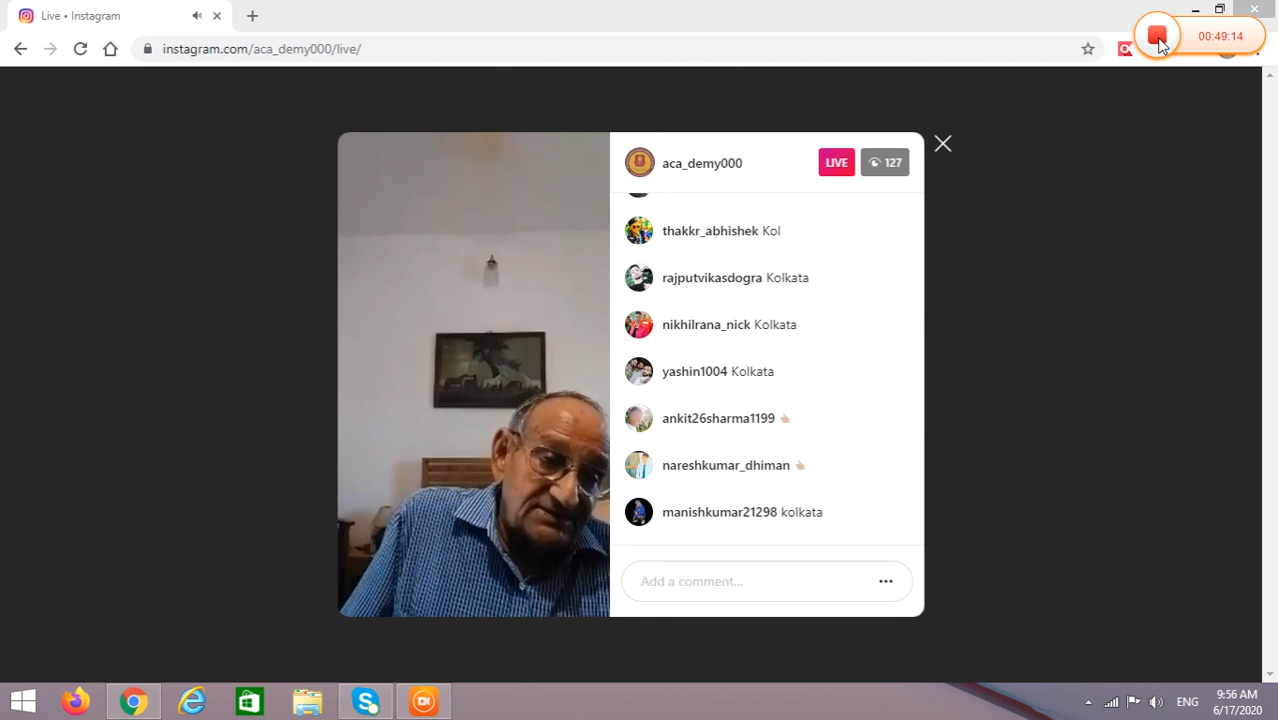 Live • Instagram
instagram.com/aca_demy000/live/
00:49:14
aca_demy000
LIVE
127
thakkr_abhishek Kol
rajputvikasdogra Kolkata
nikhilrana_nick Kolkata
yashin1004 Kolkata
ankit26sharma1199
nareshkumar_dhiman
manishkumar21298 kolkata
Add a comment...
ENG
9:56 AM
6/17/2020